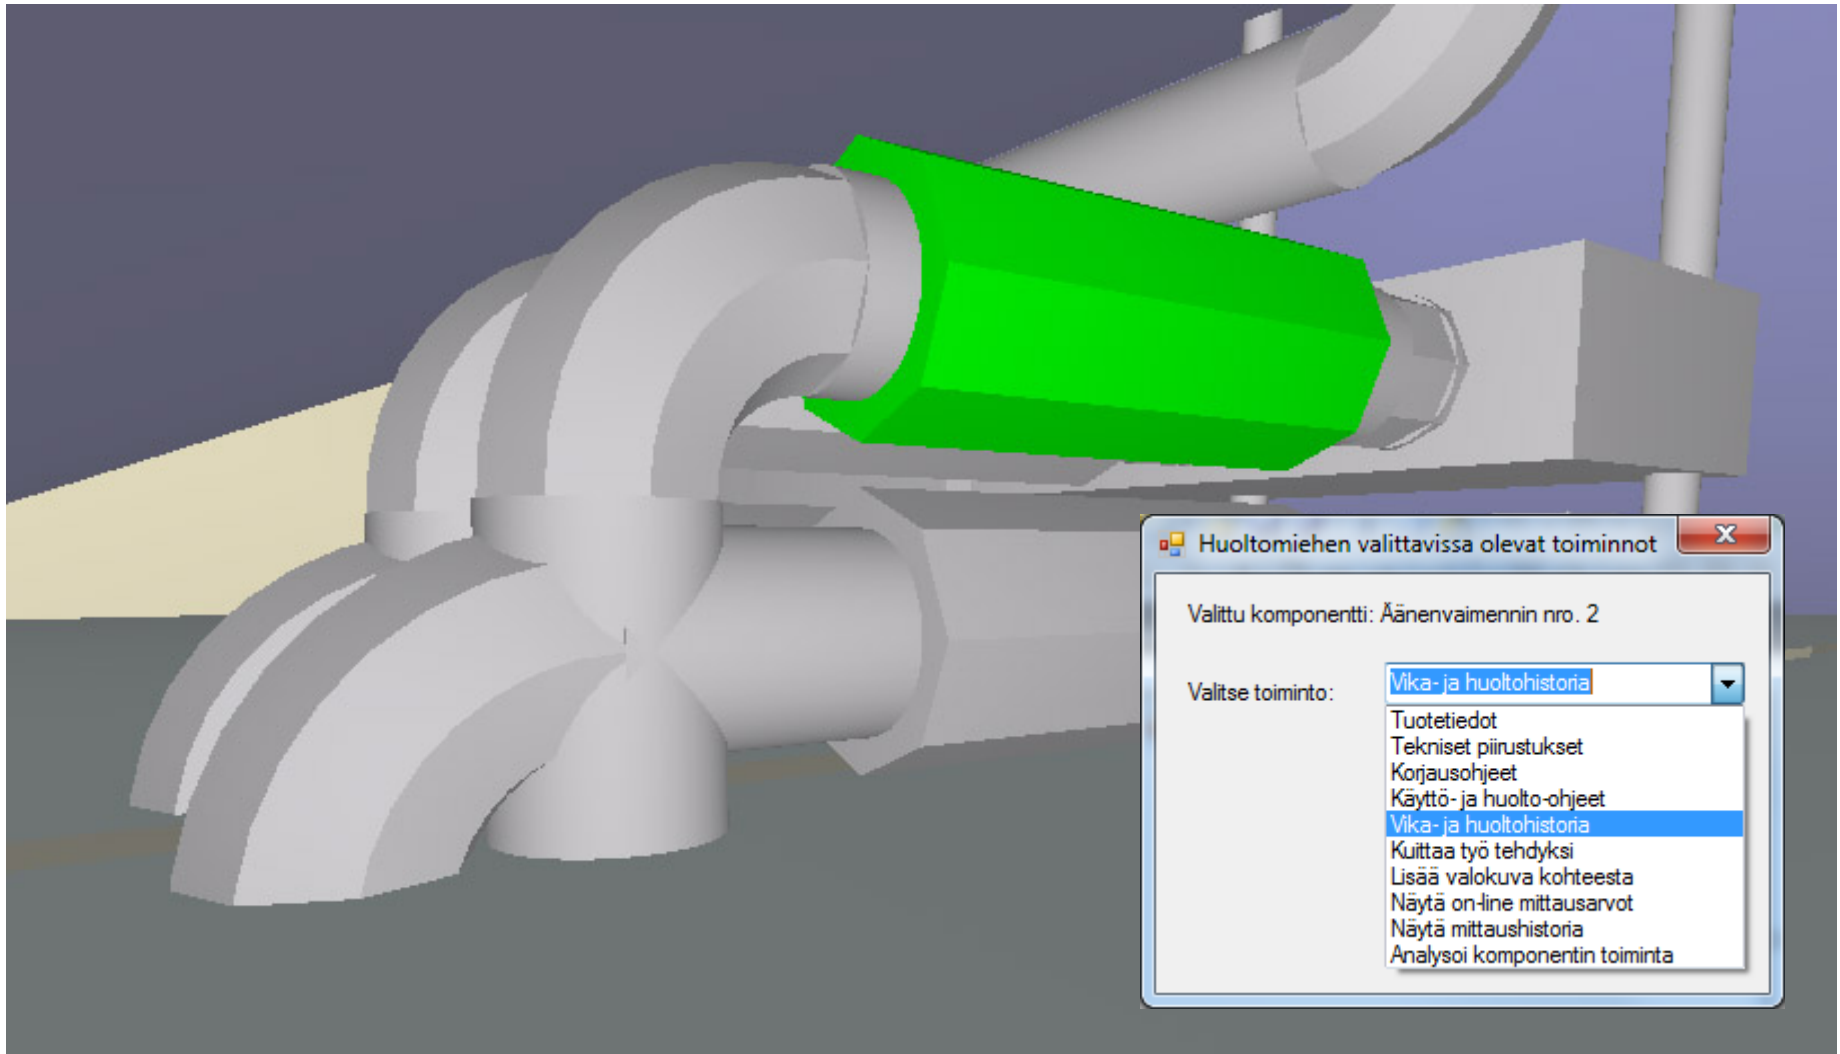 Huoltomiehen valittavissa olevat toiminnot
Valittu komponentti: Äänenvaimennin nro. 2
Valitse toiminto: Vika- ja huoltohistoria
Tuotetiedot
Tekniset piirustukset
Korjausohjeet
Käyttö- ja huolto-ohjeet
Vika- ja huoltohistoria
Kuittaa työ tehdyksi
Lisää valokuva kohteesta
Näytä on-line mittausarvot
Näytä mittaushistoria
Analysoi komponentin toiminta